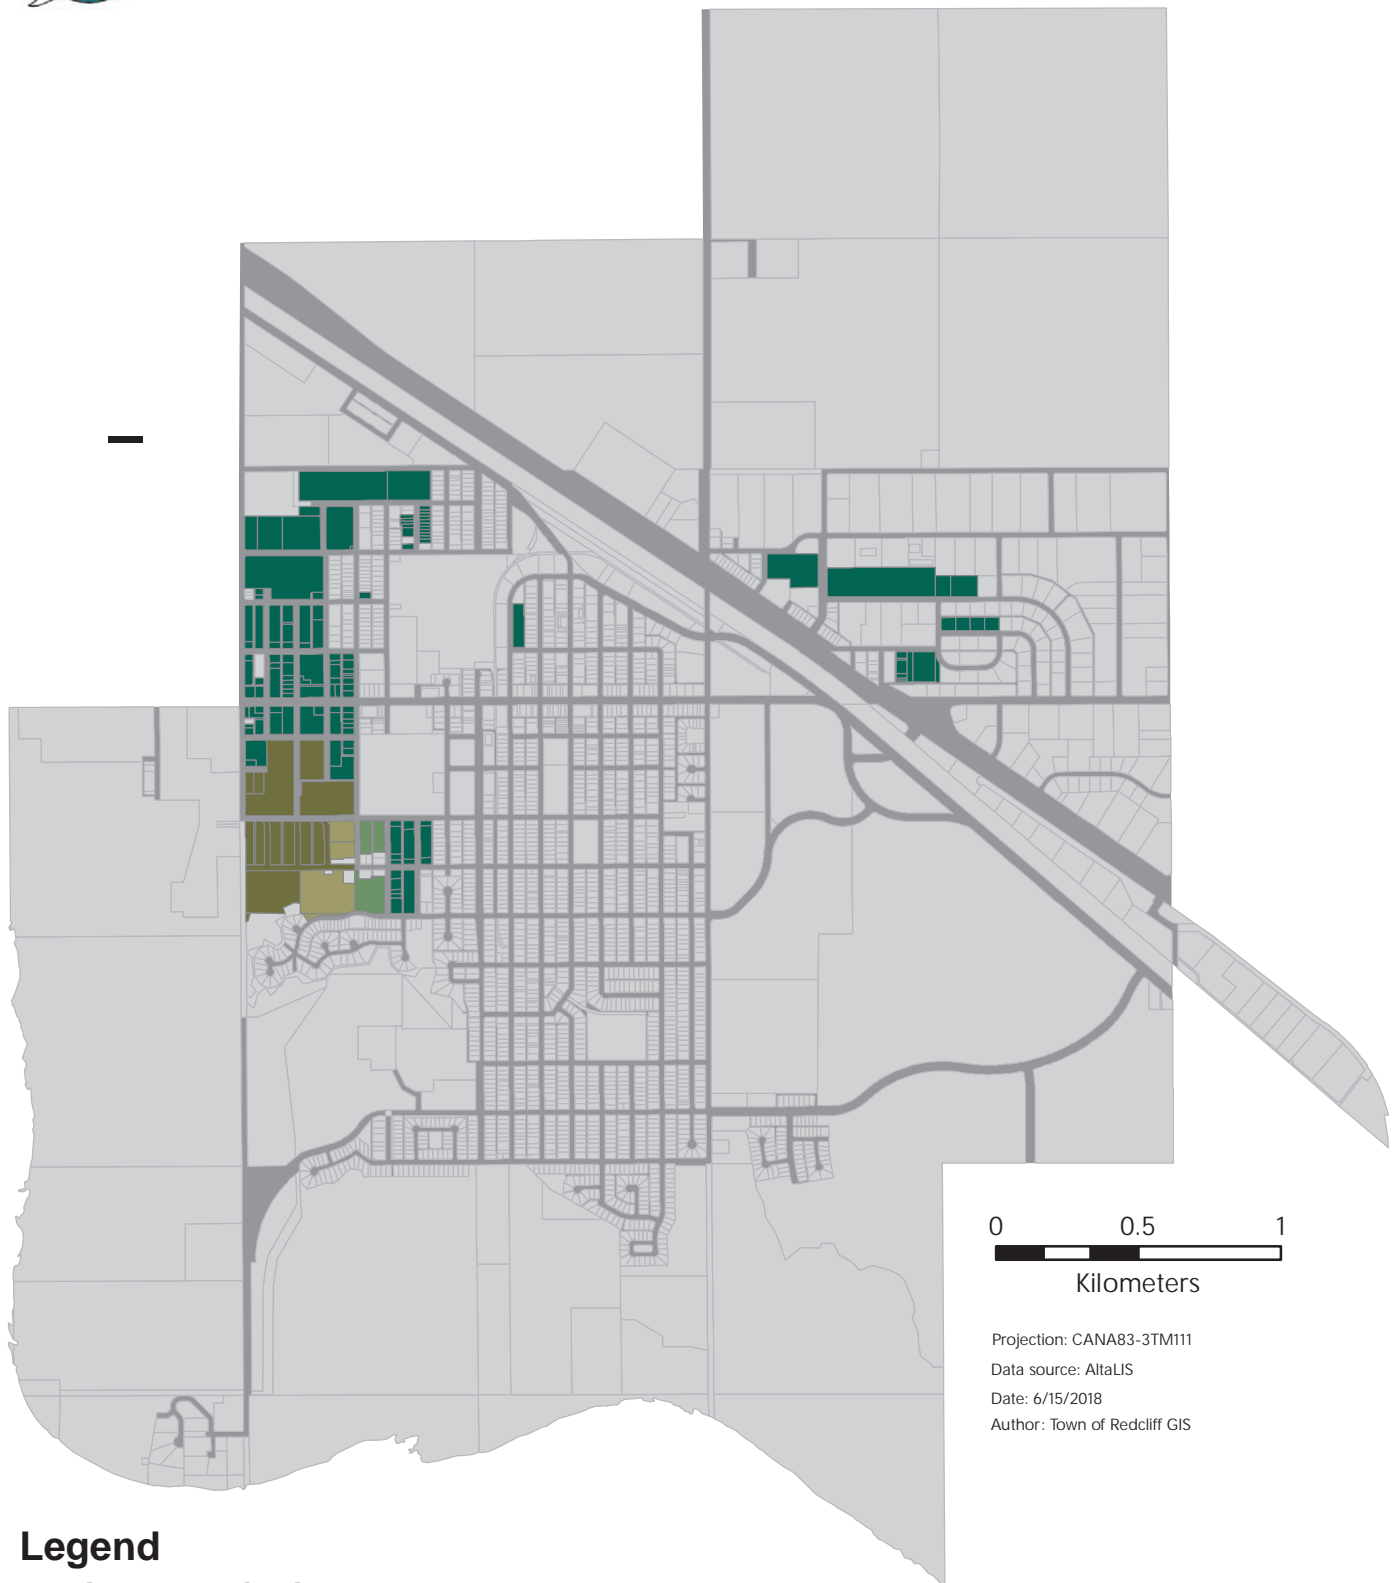 0 0.5 1
Kilometers
Projection: CANA83-3TM111
Data source: AltaLIS
Date: 6/15/2018
Author: Town of Redcliff GIS
Legend